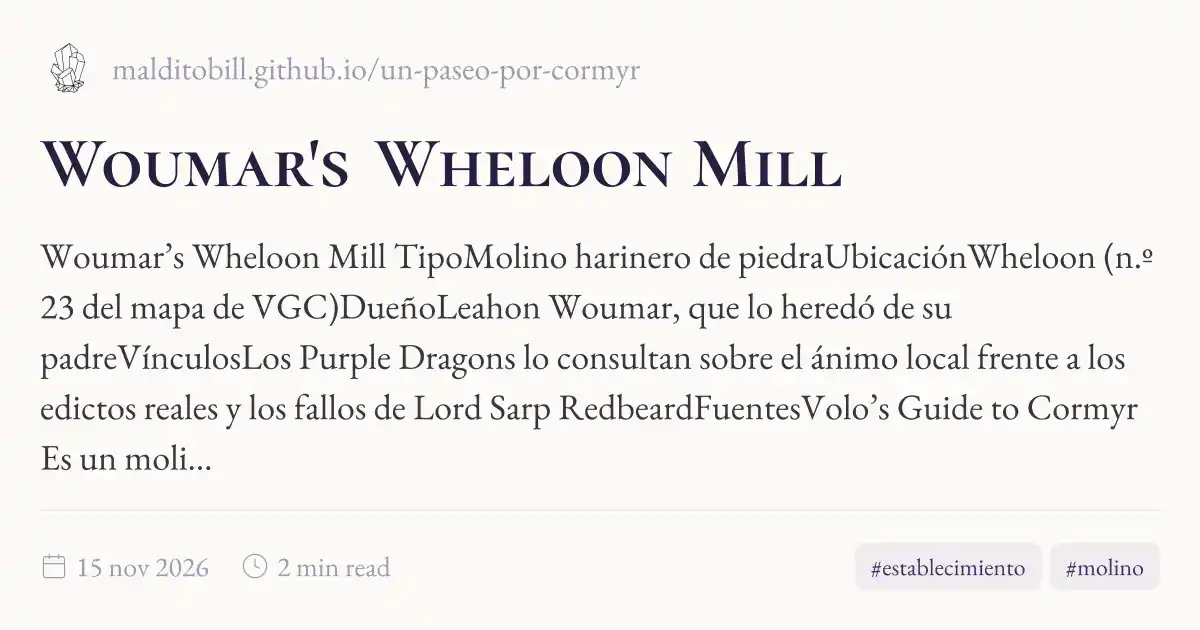 malditobill.github.io/un-paseo-por-cormyr
Woumar's Wheloon Mill
Woumar’s Wheloon Mill TipoMolino harinero de piedraUbicaciónWheloon (n.º
23 del mapa de VGC)DueñoLeahon Woumar, que lo heredó de su
padreVínculosLos Purple Dragons lo consultan sobre el ánimo local frente a los
edictos reales y los fallos de Lord Sarp RedbeardFuentesVolo’s Guide to Cormyr
Es un moli...
15 nov 2026 2 min read #establecimiento #molino